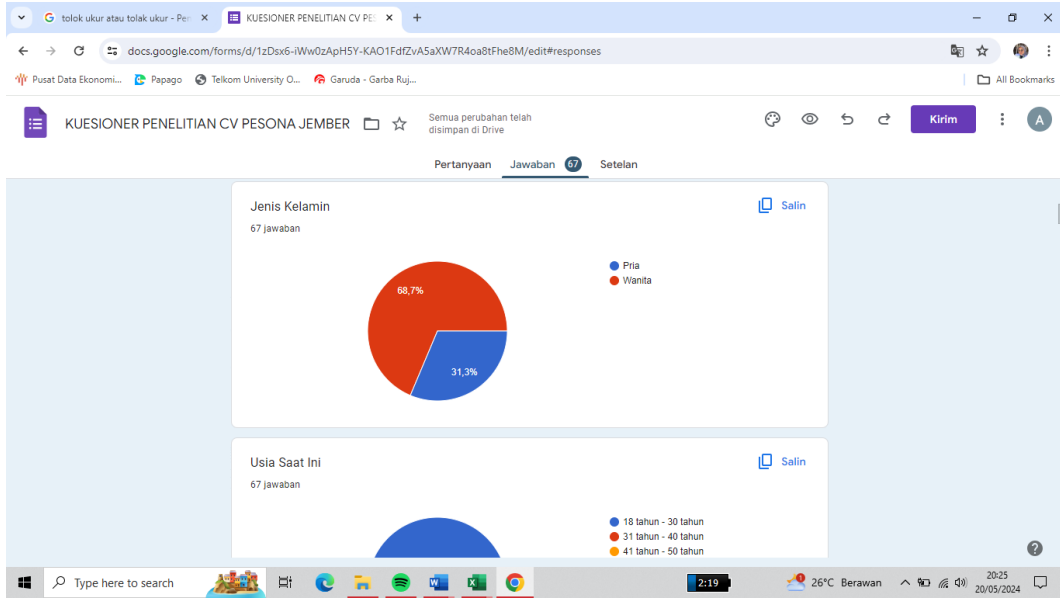 tolok ukur atau tolak ukur - Pen
KUESIONER PENELITIAN CV PES
docs.google.com/forms/d/1zDsx6-iWw0zApH5Y-KAO1FdfZvA5aXW7R4oa8tFhe8M/edit#responses
Pusat Data Ekonomi...
Papago
Telkom University O...
Garuda - Garba Ruj...
All Bookmarks
KUESIONER PENELITIAN CV PESONA JEMBER
Semua perubahan telah
disimpan di Drive
Kirim
A
Pertanyaan Jawaban 67 Setelan
Jenis Kelamin
Salin
67 jawaban
Pria
Wanita
68,7%
31,3%
Usia Saat Ini
Salin
67 jawaban
18 tahun - 30 tahun
31 tahun - 40 tahun
41 tahun - 50 tahun
Type here to search
2:19
26°C Berawan
20:25
20/05/2024